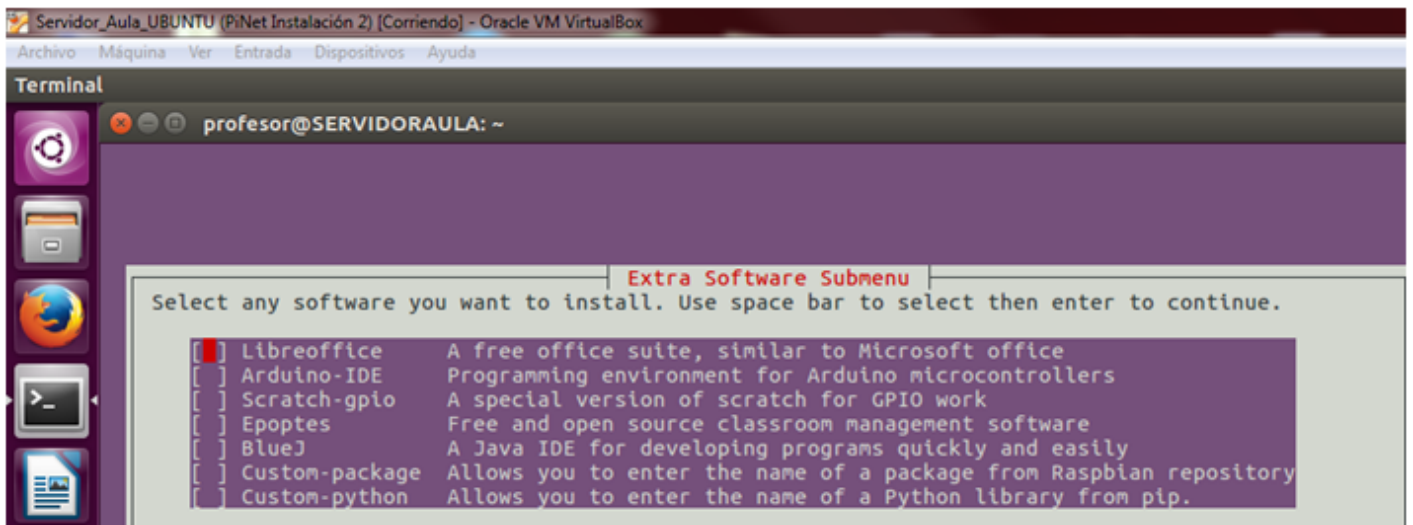 Servidor_Aula_UBUNTU (PiNet Instalación 2) [Corriendo] - Oracle VM VirtualBox
Archivo Máquina Ver Entrada Dispositivos Ayuda
Terminal
profesor@SERVIDORAULA: ~
Extra Software Submenu
Select any software you want to install. Use space bar to select then enter to continue.
[ ] Libreoffice A free office suite, similar to Microsoft office
[ ] Arduino-IDE Programming environment for Arduino microcontrollers
[ ] Scratch-gpio A special version of scratch for GPIO work
[ ] Epoptes Free and open source classroom management software
[ ] BlueJ A Java IDE for developing programs quickly and easily
[ ] Custom-package Allows you to enter the name of a package from Raspbian repository
[ ] Custom-python Allows you to enter the name of a Python library from pip.